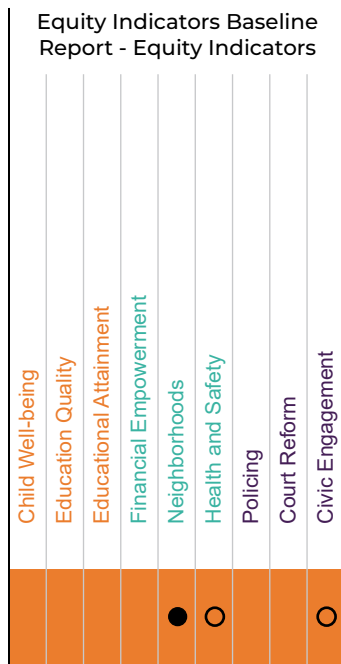 Equity Indicators Baseline
Report - Equity Indicators
Child Well-being
Education Quality
Educational Attainment
Financial Empowerment
Neighborhoods
Health and Safety
Policing
Court Reform
Civic Engagement